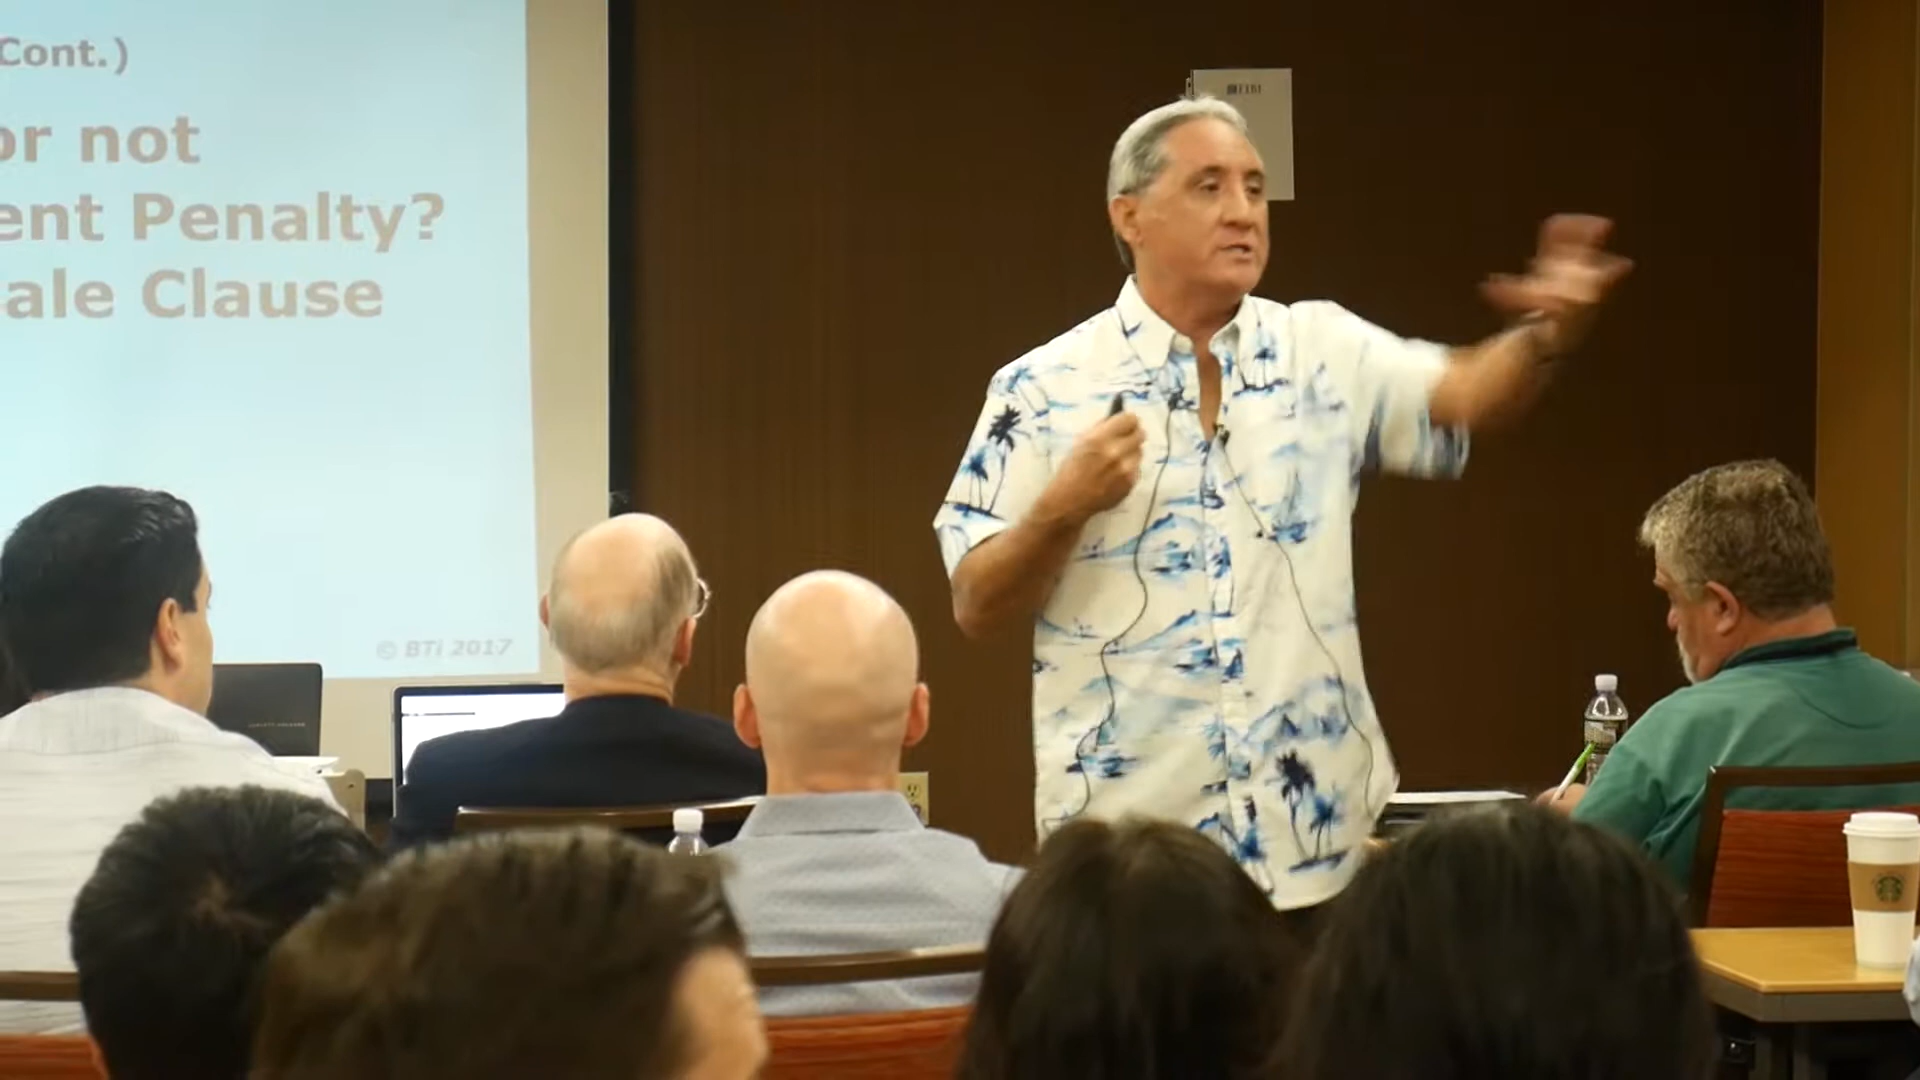 Cont.)
or not
ent Penalty?
ale Clause
© BTi 2017